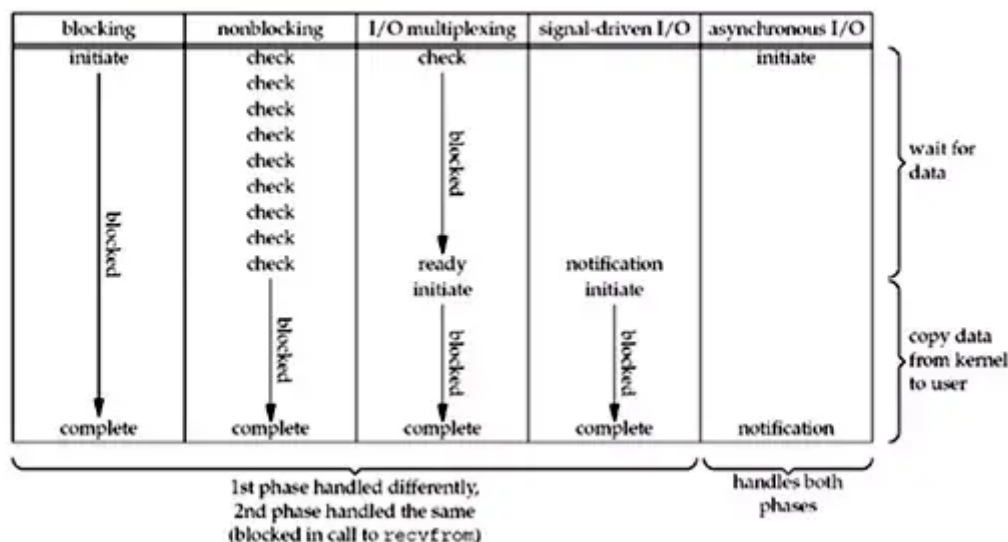 blocking nonblocking I/O multiplexing signal-driven I/O asynchronous I/O
initiate check check initiate
check
check
check
check
check
check
check
check ready notification
initiate initiate
blocked
blocked
blocked
blocked
blocked
complete complete complete complete notification
wait for
data
copy data
from kernel
to user
1st phase handled differently,
2nd phase handled the same
(blocked in call to recvfrom)
handles both
phases